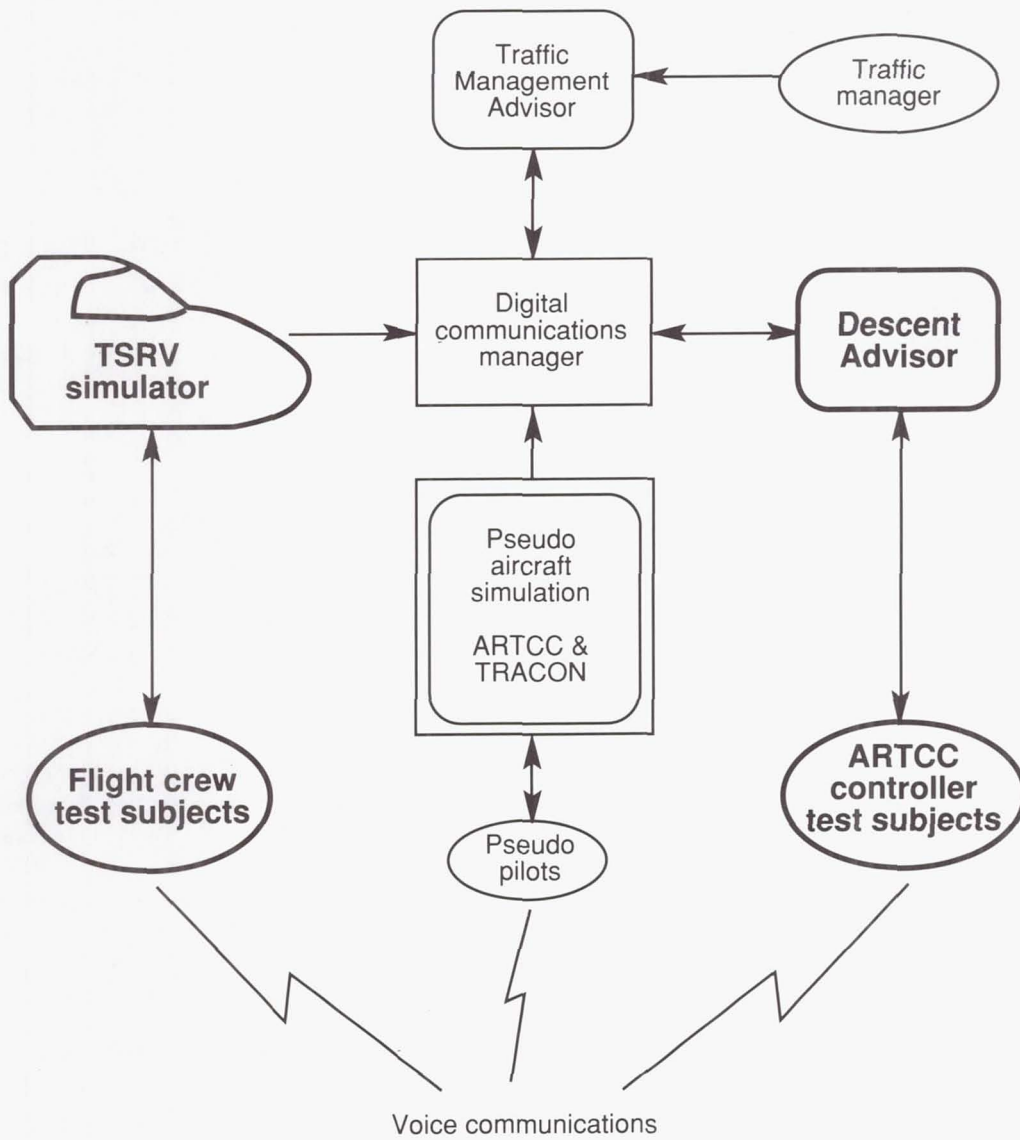 Traffic
Management
Advisor
Traffic
manager
TSRV
simulator
Digital
communications
manager
Descent
Advisor
Pseudo
aircraft
simulation
ARTCC &
TRACON
Flight crew
test subjects
Pseudo
pilots
ARTCC
controller
test subjects
Voice communications